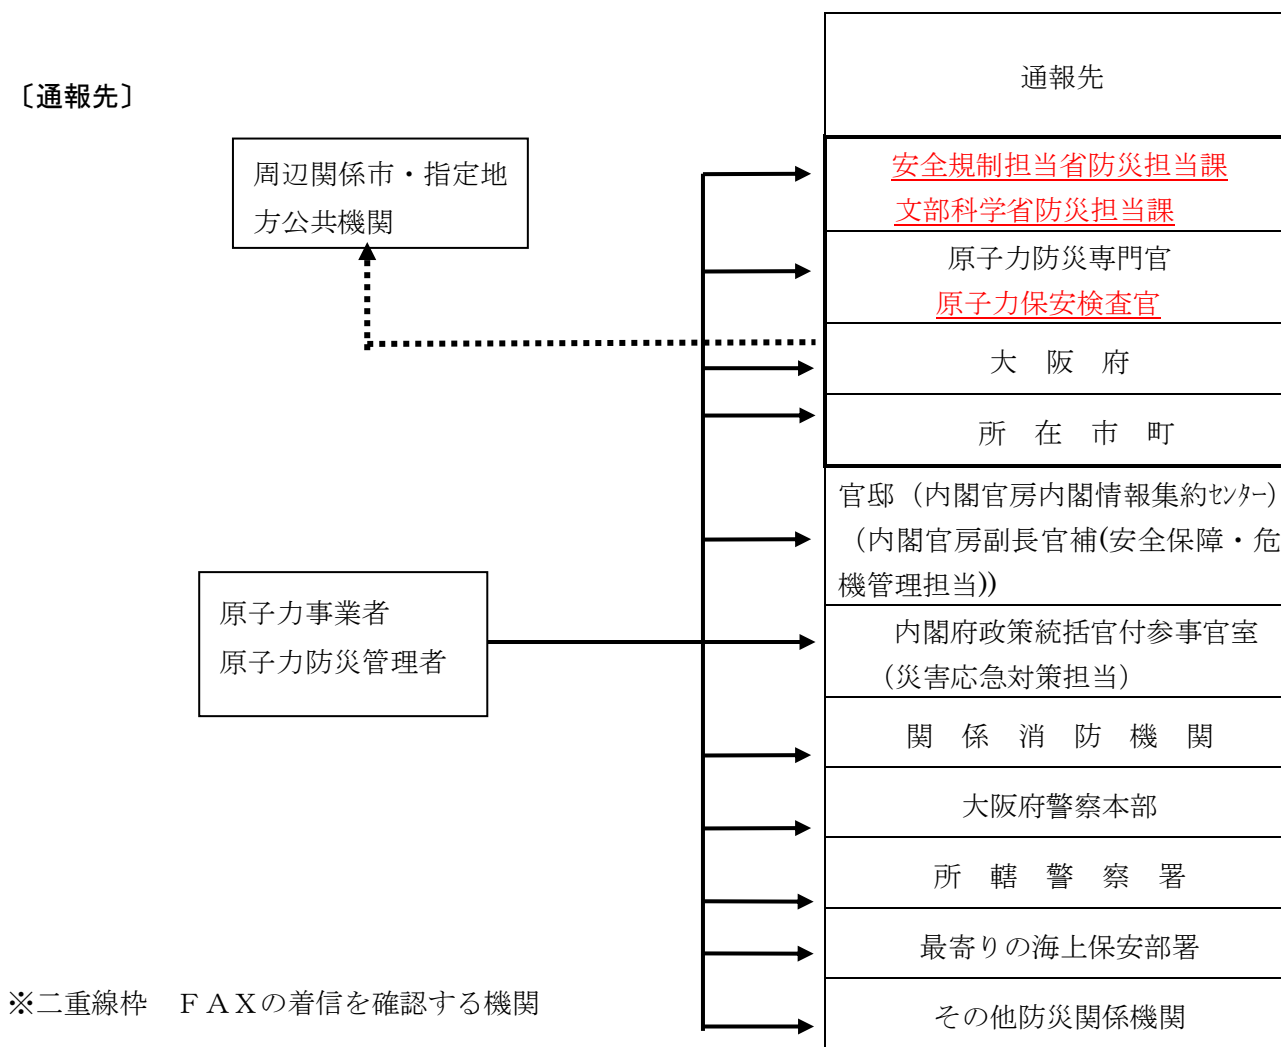 〔通報先〕
周辺関係市・指定地
方公共機関
原子力事業者
原子力防災管理者
※二重線枠　ＦＡＸの着信を確認する機関
通報先
安全規制担当省防災担当課
文部科学省防災担当課
原子力防災専門官
原子力保安検査官
大　阪　府
所　在　市　町
官邸（内閣官房内閣情報集約ｾﾝﾀｰ）
（内閣官房副長官補(安全保障・危
機管理担当))
内閣府政策統括官付参事官室
（災害応急対策担当）
関　係　消　防　機　関
大阪府警察本部
所　轄　警　察　署
最寄りの海上保安部署
その他防災関係機関